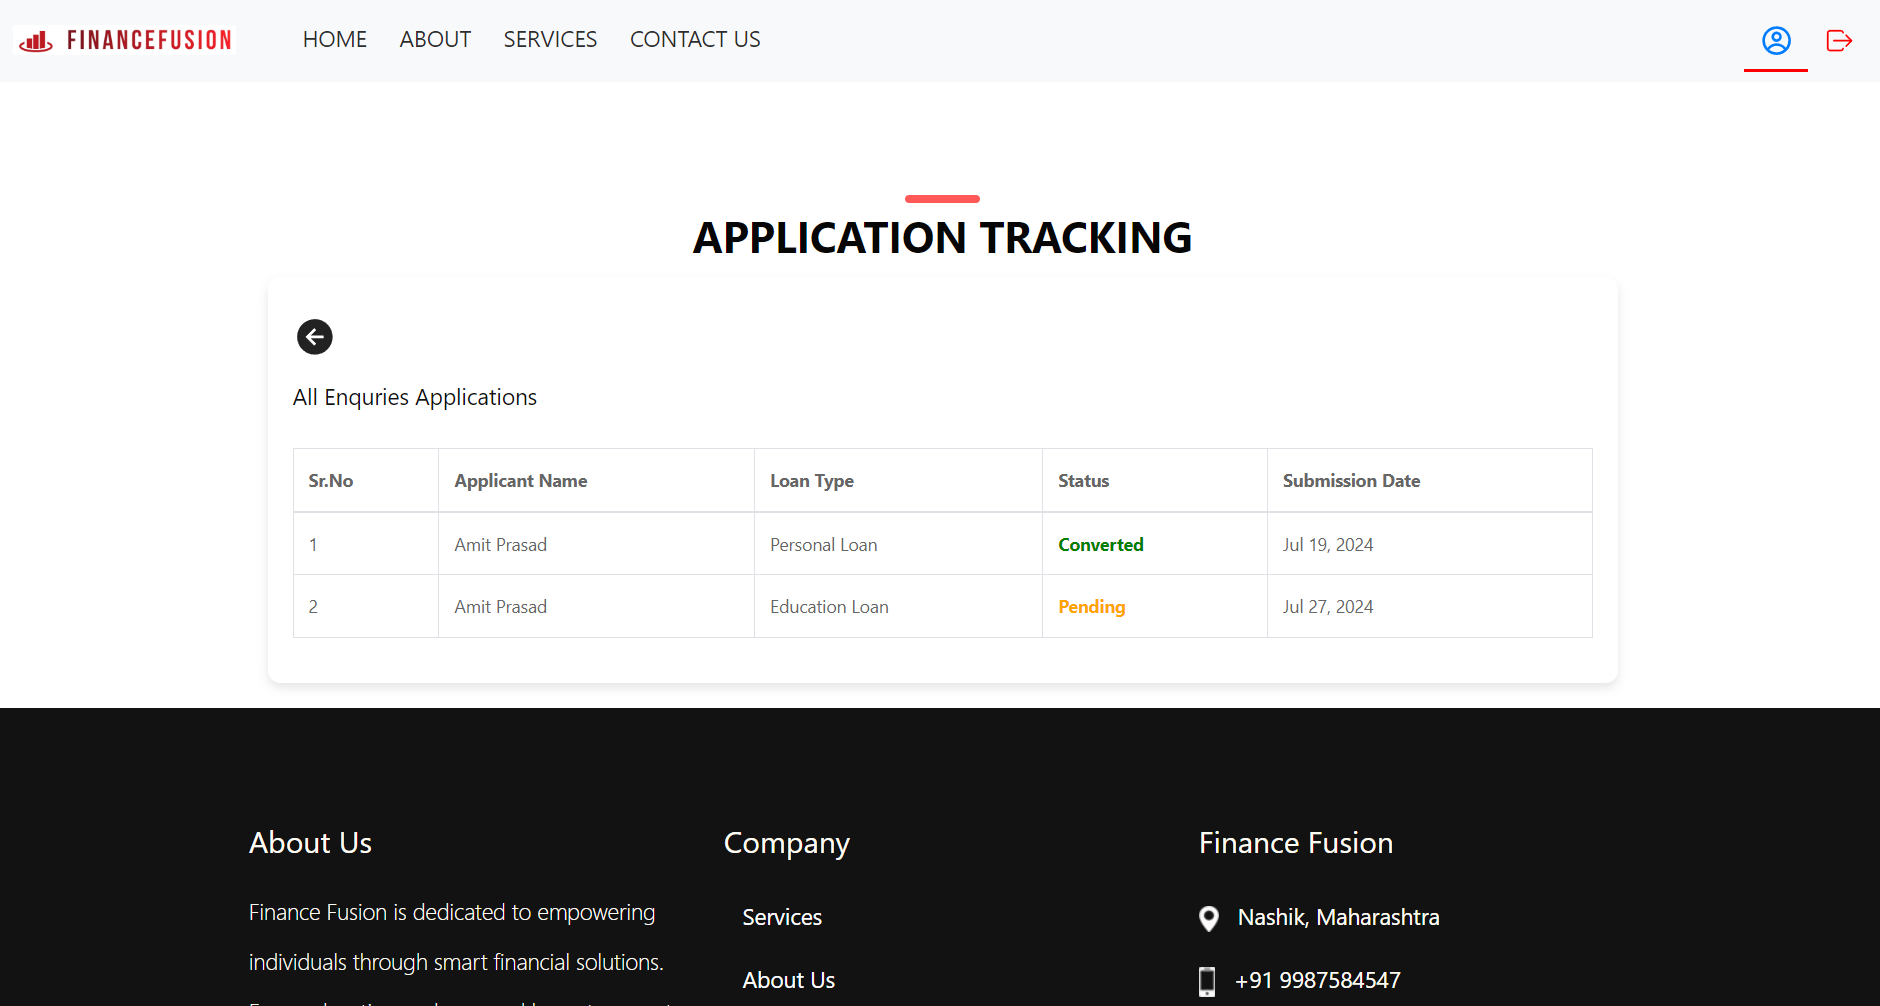 FINANCEFUSION HOME ABOUT SERVICES CONTACT US
APPLICATION TRACKING
All Enquries Applications
Sr.No Applicant Name Loan Type Status Submission Date
1 Amit Prasad Personal Loan Converted Jul 19, 2024
2 Amit Prasad Education Loan Pending Jul 27, 2024
About Us Company Finance Fusion
Finance Fusion is dedicated to empowering
individuals through smart financial solutions.
Services
About Us
Nashik, Maharashtra
+91 9987584547